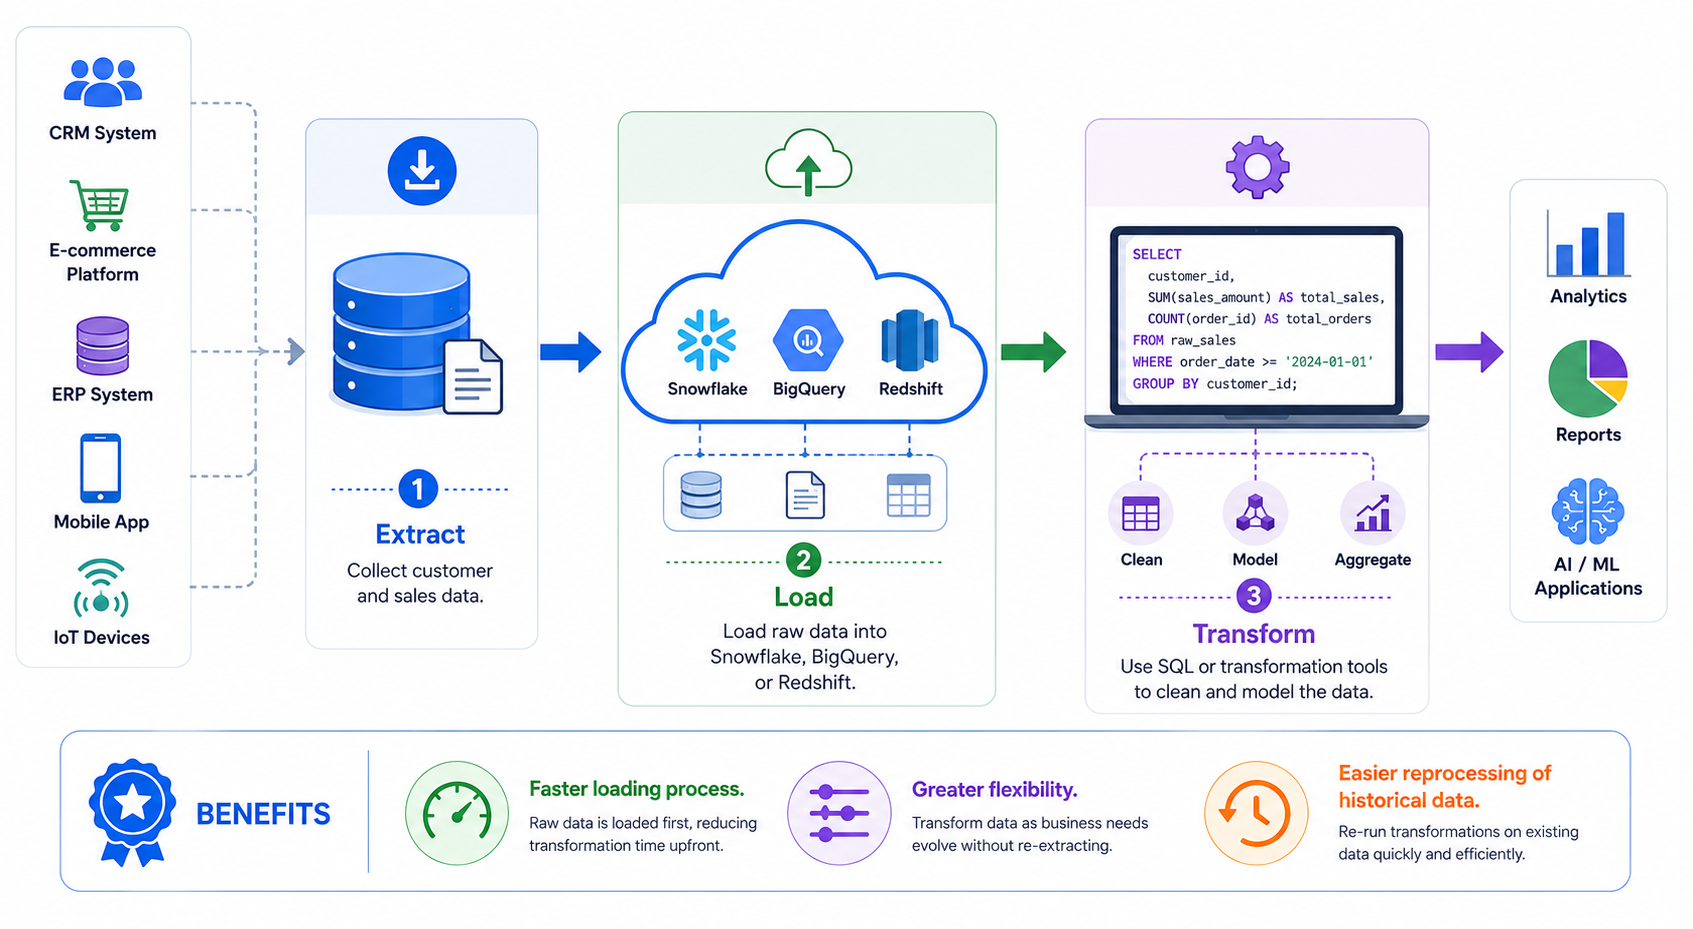 CRM System
E-commerce
Platform
ERP System
Mobile App
IoT Devices
1
Extract
Collect customer
and sales data.
Snowflake
BigQuery
Redshift
2
Load
Load raw data into
Snowflake, BigQuery,
or Redshift.
SELECT
customer_id,
SUM(sales_amount) AS total_sales,
COUNT(order_id) AS total_orders
FROM raw_sales
WHERE order_date >= '2024-01-01'
GROUP BY customer_id;
Clean
Model
Aggregate
3
Transform
Use SQL or transformation tools
to clean and model the data.
Analytics
Reports
AI / ML
Applications
BENEFITS
Faster loading process.
Raw data is loaded first, reducing
transformation time upfront.
Greater flexibility.
Transform data as business needs
evolve without re-extracting.
Easier reprocessing of
historical data.
Re-run transformations on existing
data quickly and efficiently.